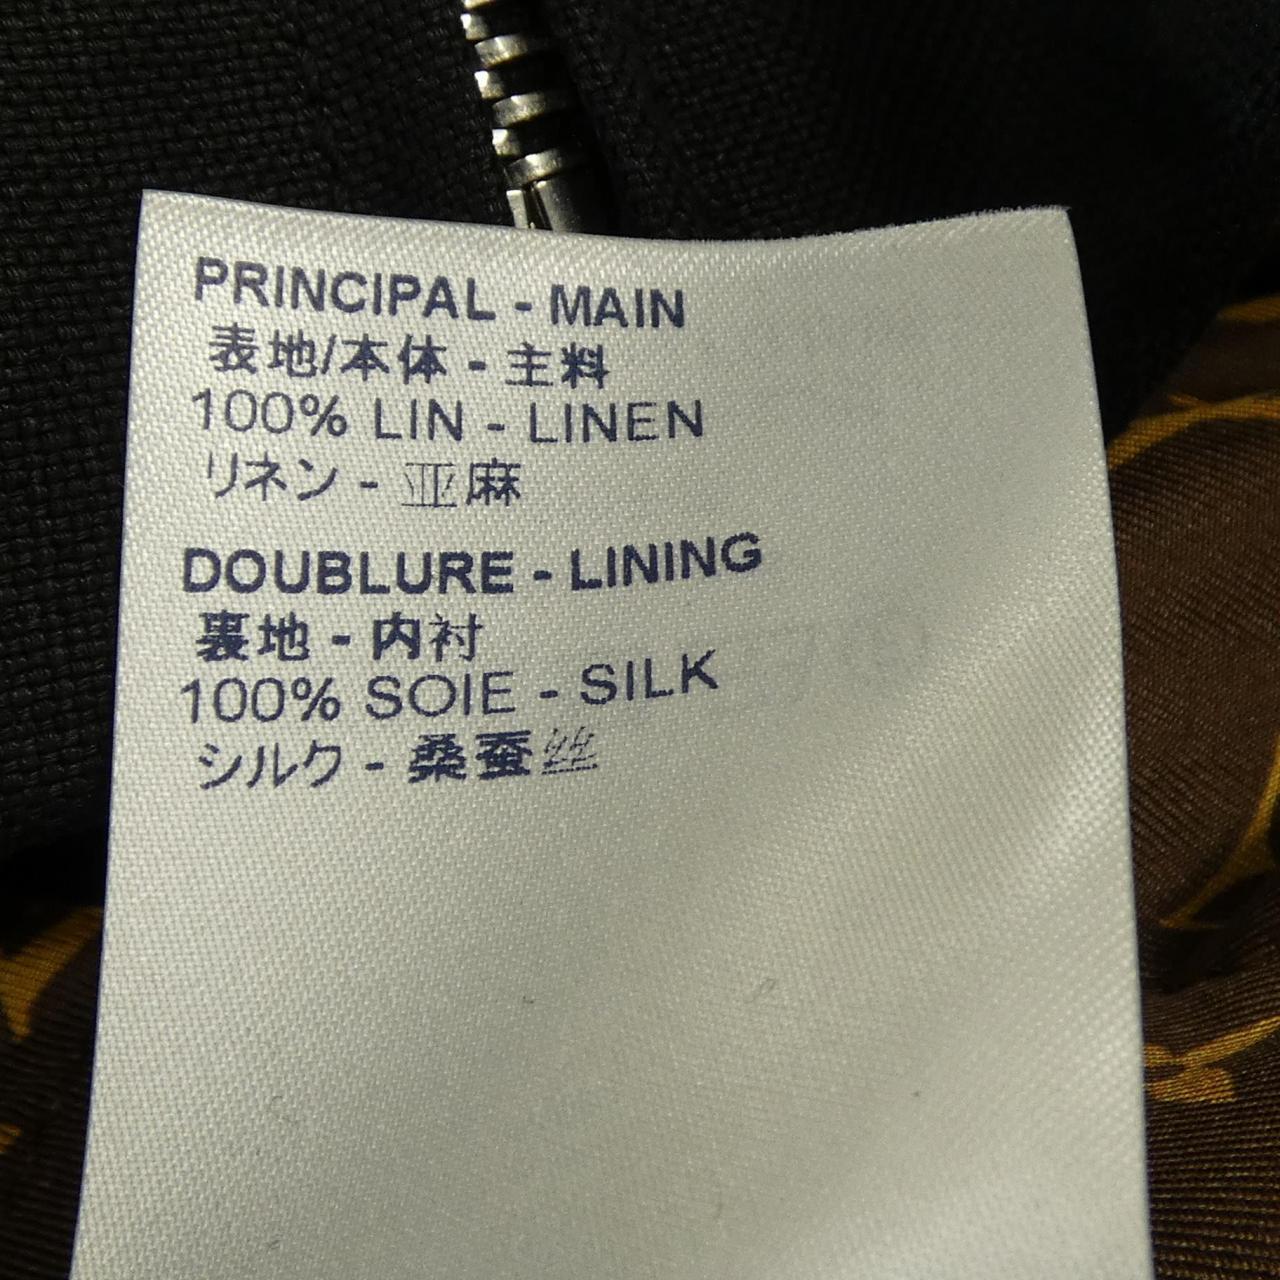 PRINCIPAL - MAIN
表地/本体 - 主料
100% LIN - LINEN
リネン - 亚麻
DOUBLURE - LINING
裏地 - 内衬
100% SOIE - SILK
シルク - 桑蚕丝